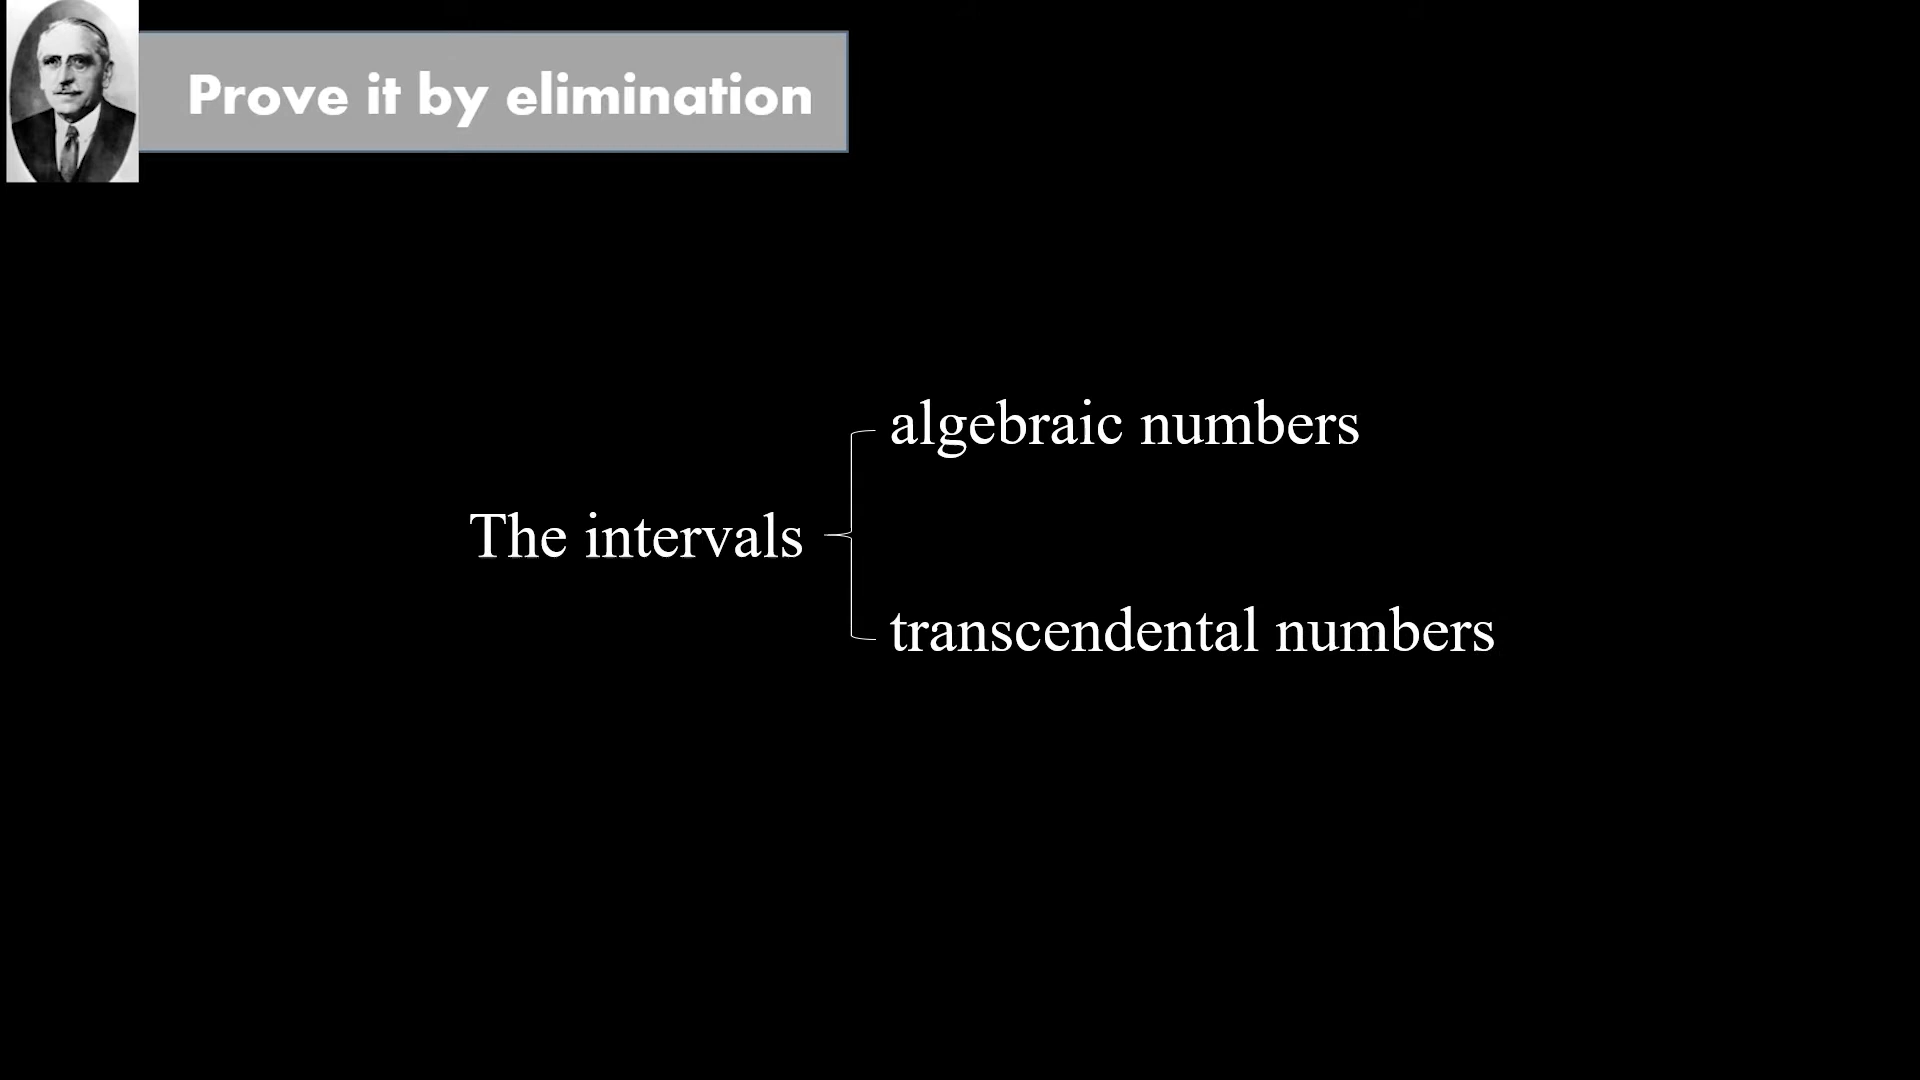 Prove it by elimination
algebraic numbers
The intervals
transcendental numbers